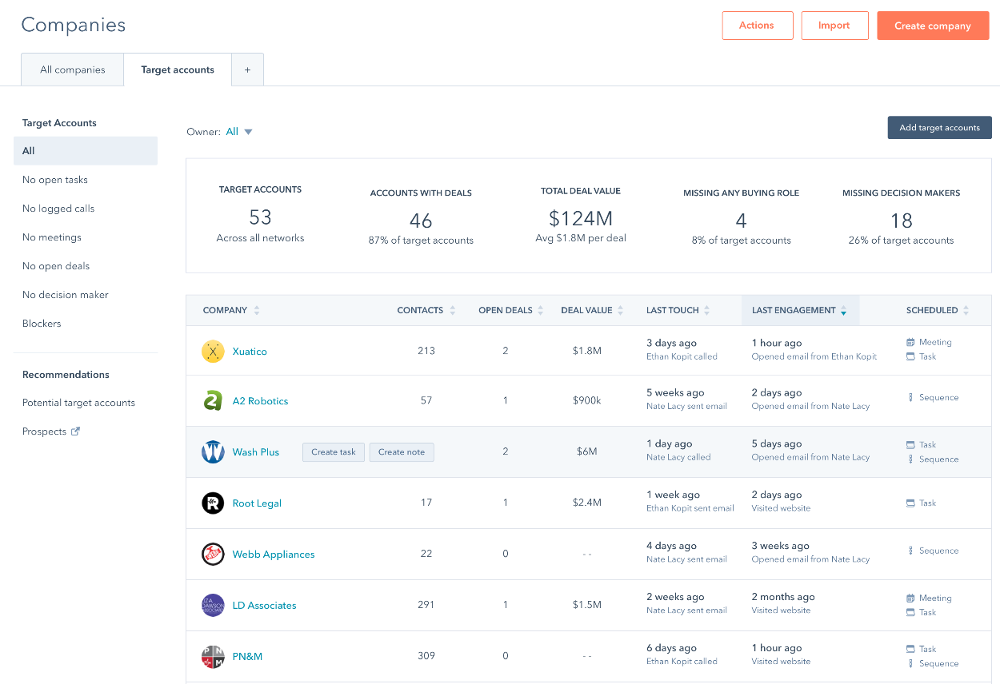 Companies
Actions
Import
Create company
All companies
Target accounts
+
Target Accounts
All
No open tasks
No logged calls
No meetings
No open deals
No decision maker
Blockers
Recommendations
Potential target accounts
Prospects
Owner: All
Add target accounts
TARGET ACCOUNTS
53
Across all networks
ACCOUNTS WITH DEALS
46
87% of target accounts
TOTAL DEAL VALUE
$124M
Avg $1.8M per deal
MISSING ANY BUYING ROLE
4
8% of target accounts
MISSING DECISION MAKERS
18
26% of target accounts
COMPANY CONTACTS OPEN DEALS DEAL VALUE LAST TOUCH LAST ENGAGEMENT SCHEDULED
X Xuatico 213 2 $1.8M
3 days ago
Ethan Kopit called
1 hour ago
Opened email from Ethan Kopit
Meeting
Task
A2 Robotics 57 1 $900k
5 weeks ago
Nate Lacy sent email
2 days ago
Opened email from Nate Lacy
Sequence
W Wash Plus Create task Create note 2 $6M
1 day ago
Nate Lacy called
5 days ago
Opened email from Nate Lacy
Task
Sequence
R Root Legal 17 1 $2.4M
1 week ago
Ethan Kopit sent email
2 days ago
Visited website
Task
Webb Appliances 22 0 - -
4 days ago
Nate Lacy sent email
3 weeks ago
Opened email from Nate Lacy
Sequence
LD Associates 291 1 $1.5M
2 weeks ago
Nate Lacy sent email
2 months ago
Visited website
Meeting
Task
P N
M
PN&M 309 0 - -
6 days ago
Ethan Kopit called
1 hour ago
Visited website
Task
Sequence